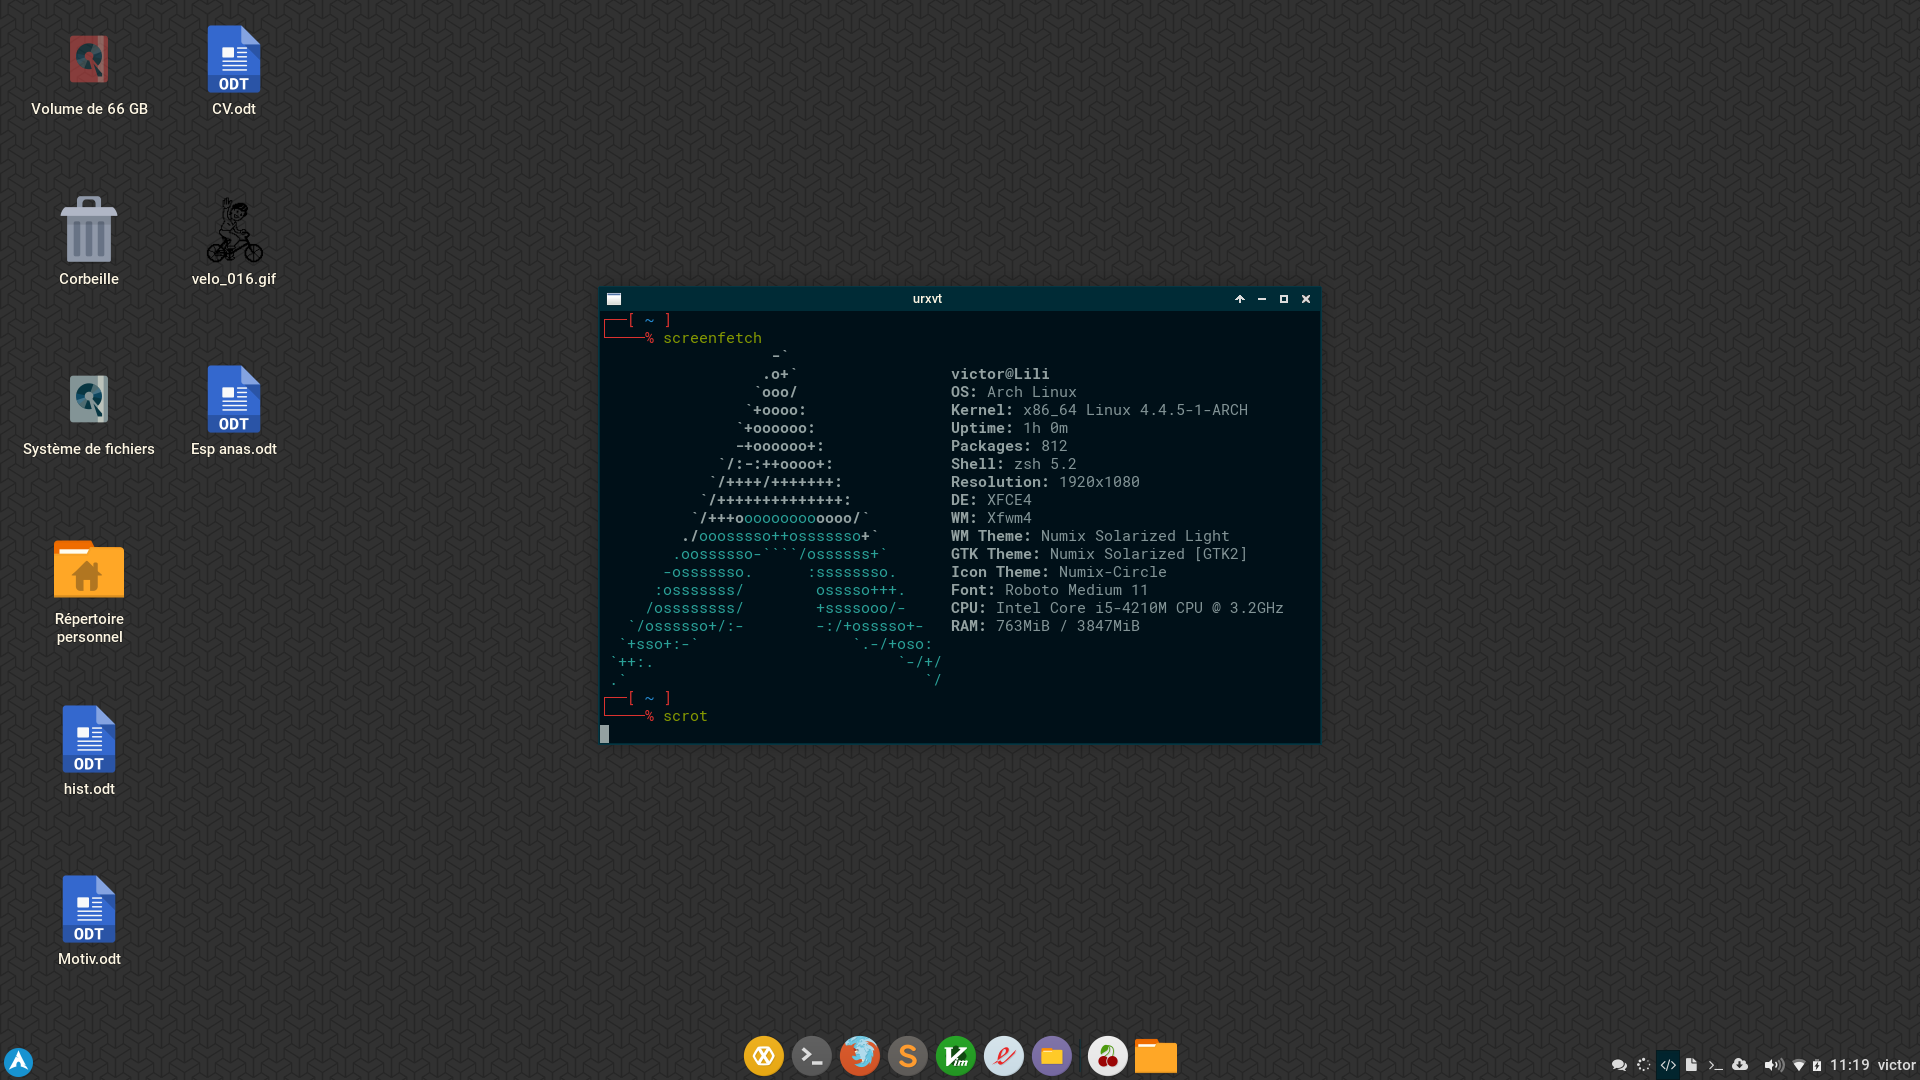 Volume de 66 GB
ODT
CV.odt
Corbeille
velo_016.gif
Système de fichiers
ODT
Esp anas.odt
Répertoire
personnel
ODT
hist.odt
ODT
Motiv.odt
urxvt
[ ~ ]
% screenfetch
-`
.o+`
`ooo/
`+oooo:
`+oooooo:
-+oooooo+:
`/:-:++oooo+:
`/++++/+++++++:
`/++++++++++++++:
`/+++ooooooooooooo/`
./ooosssso++osssssso+`
.oossssso-````/ossssss+`
-osssssso.      :ssssssso.
:osssssss/        osssso+++.
/ossssssss/        +ssssooo/-
`/ossssso+/:-        -:/+osssso+-
`+sso+:-`                 `.-/+oso:
`++:.                           `-/+/
.`                                 `/
victor@Lili
OS: Arch Linux
Kernel: x86_64 Linux 4.4.5-1-ARCH
Uptime: 1h 0m
Packages: 812
Shell: zsh 5.2
Resolution: 1920x1080
DE: XFCE4
WM: Xfwm4
WM Theme: Numix Solarized Light
GTK Theme: Numix Solarized [GTK2]
Icon Theme: Numix-Circle
Font: Roboto Medium 11
CPU: Intel Core i5-4210M CPU @ 3.2GHz
RAM: 763MiB / 3847MiB
[ ~ ]
% scrot
S
Vim
e
</> >_ 11:19 victor